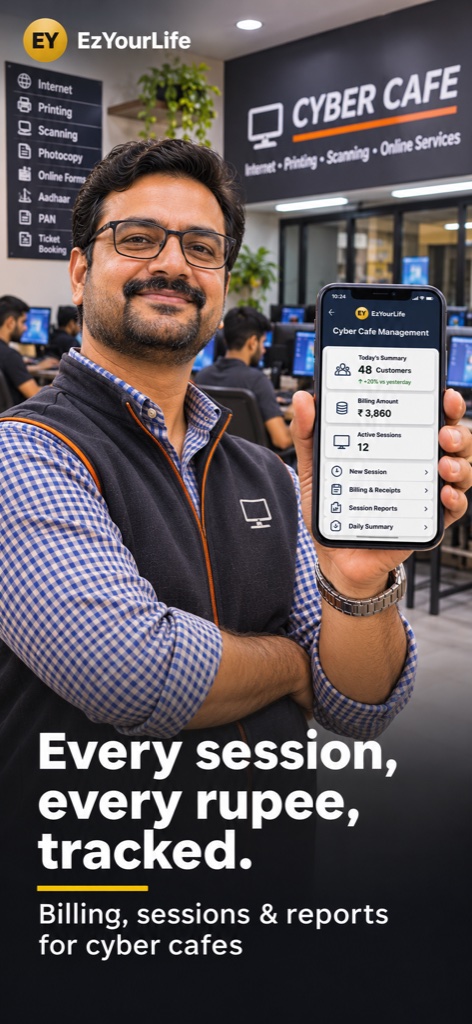 EY EzYourLife
Internet
Printing
Scanning
Photocopy
Online Forms
Aadhaar
PAN
Ticket
Booking
CYBER CAFE
Internet • Printing • Scanning • Online Services
10:24
EY EzYourLife
Cyber Cafe Management
Today's Summary
48 Customers
↑ +20% vs yesterday
Billing Amount
₹ 3,860
Active Sessions
12
New Session
Billing & Receipts
Session Reports
Daily Summary
Every session,
every rupee,
tracked.
Billing, sessions & reports
for cyber cafes